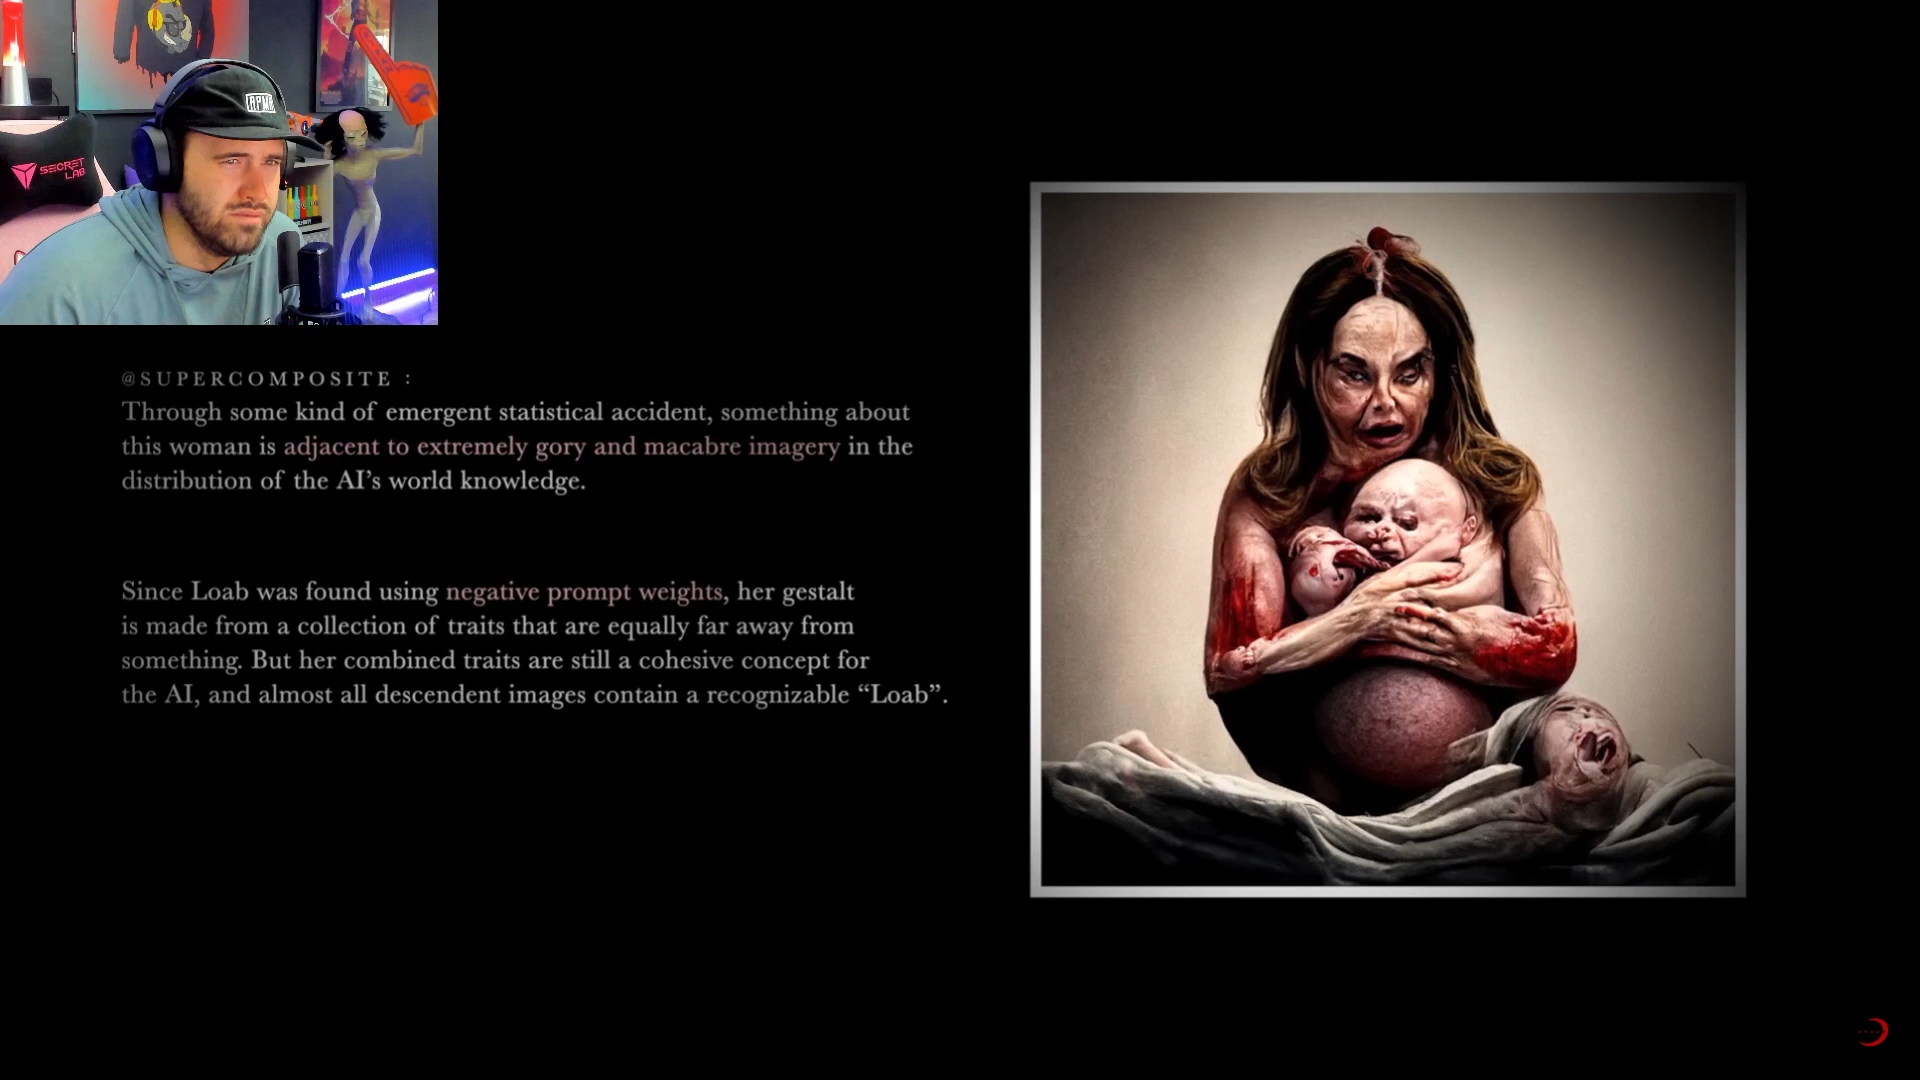 RPMB
SECRET
LAB
@SUPERCOMPOSITE :
Through some kind of emergent statistical accident, something about
this woman is adjacent to extremely gory and macabre imagery in the
distribution of the AI’s world knowledge.
Since Loab was found using negative prompt weights, her gestalt
is made from a collection of traits that are equally far away from
something. But her combined traits are still a cohesive concept for
the AI, and almost all descendent images contain a recognizable “Loab”.